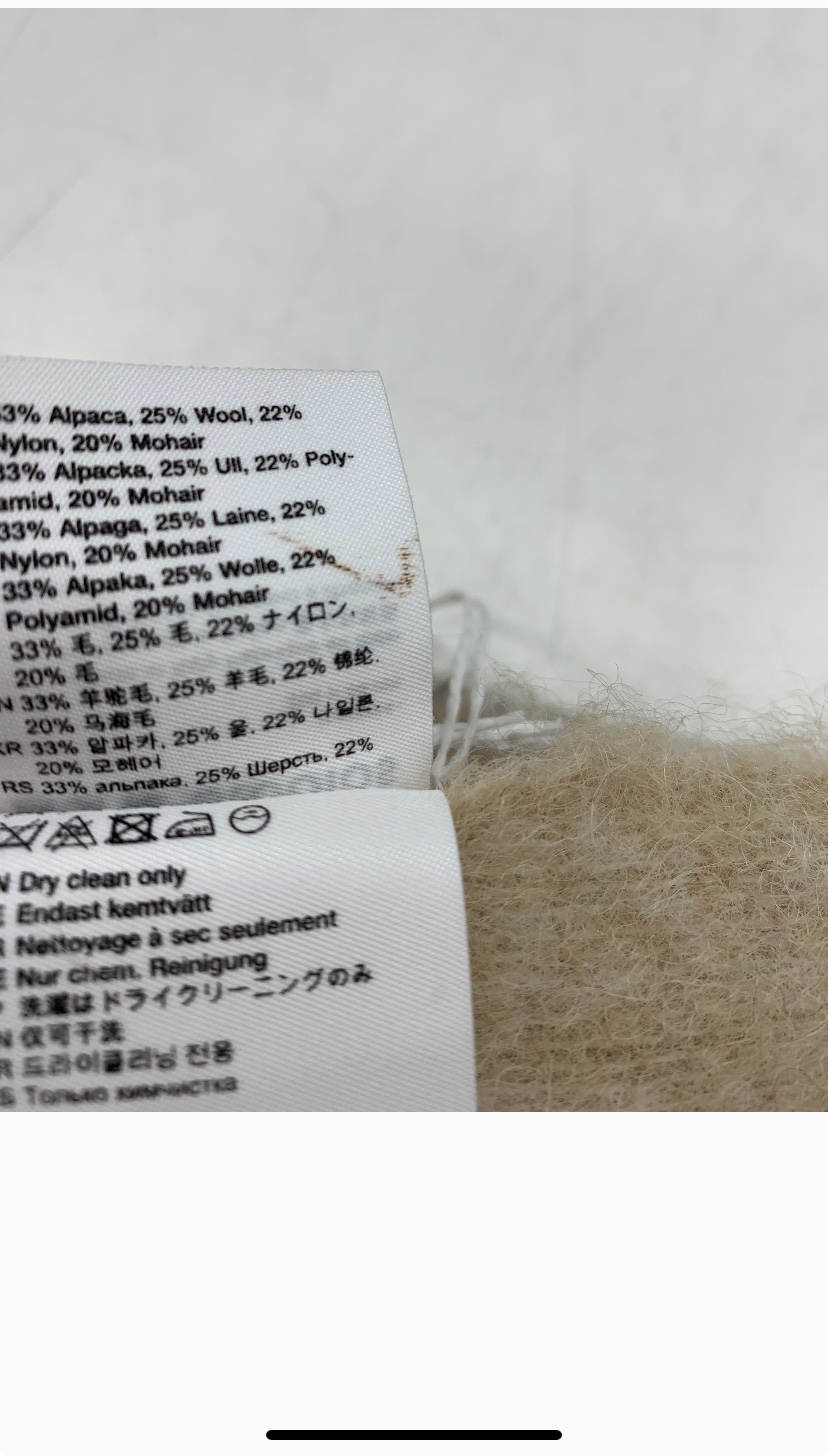 33% Alpaca, 25% Wool, 22%
Nylon, 20% Mohair
33% Alpacka, 25% Ull, 22% Poly-
amid, 20% Mohair
33% Alpaga, 25% Laine, 22%
Nylon, 20% Mohair
33% Alpaka, 25% Wolle, 22%
Polyamid, 20% Mohair
33% 毛, 25% 毛, 22% ナイロン,
20% 毛
N 33% 羊驼毛, 25% 羊毛, 22% 锦纶,
20% 马海毛
KR 33% 알파카, 25% 울, 22% 나일론,
20% 모헤어
RS 33% альпака, 25% Шерсть, 22%
N Dry clean only
E Endast kemtvätt
R Nettoyage à sec seulement
E Nur chem. Reinigung
P 洗濯はドライクリーニングのみ
N 仅可干洗
R 드라이클리닝 전용
S Только химчистка